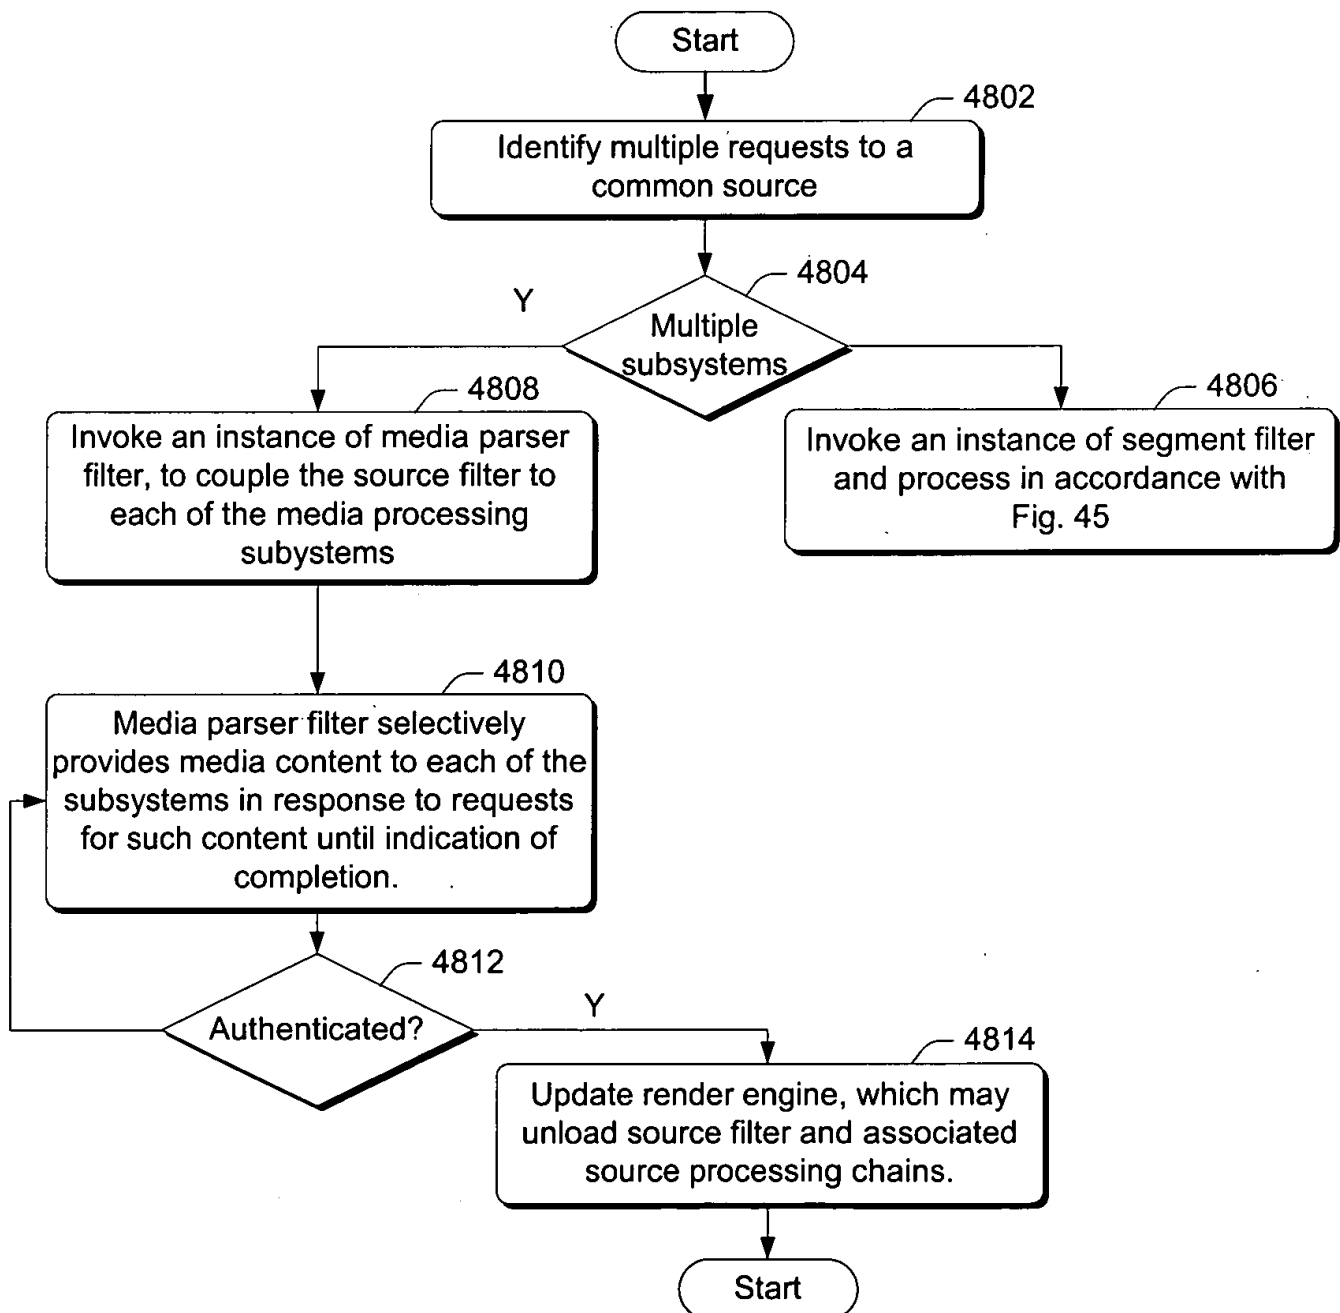 Start
4802
Identify multiple requests to a
common source
4804
Y
Multiple
subsystems
4808
Invoke an instance of media parser
filter, to couple the source filter to
each of the media processing
subystems
4806
Invoke an instance of segment filter
and process in accordance with
Fig. 45
4810
Media parser filter selectively
provides media content to each of the
subsystems in response to requests
for such content until indication of
completion.
4812
Authenticated?
Y
4814
Update render engine, which may
unload source filter and associated
source processing chains.
Start